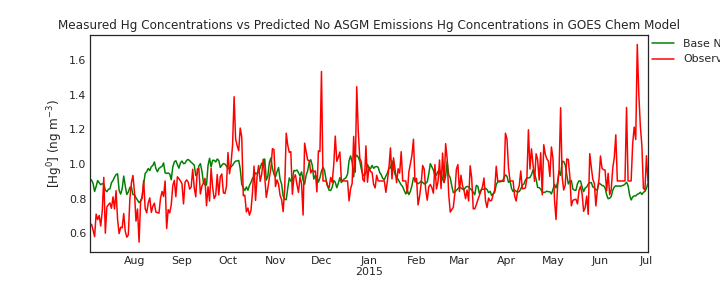 Measured Hg Concentrations vs Predicted No ASGM Emissions Hg Concentrations in GOES Chem Model
Base N
Observ
[Hg⁰] (ng m⁻³)
1.6
1.4
1.2
1.0
0.8
0.6
Aug Sep Oct Nov Dec Jan Feb Mar Apr May Jun Jul
2015